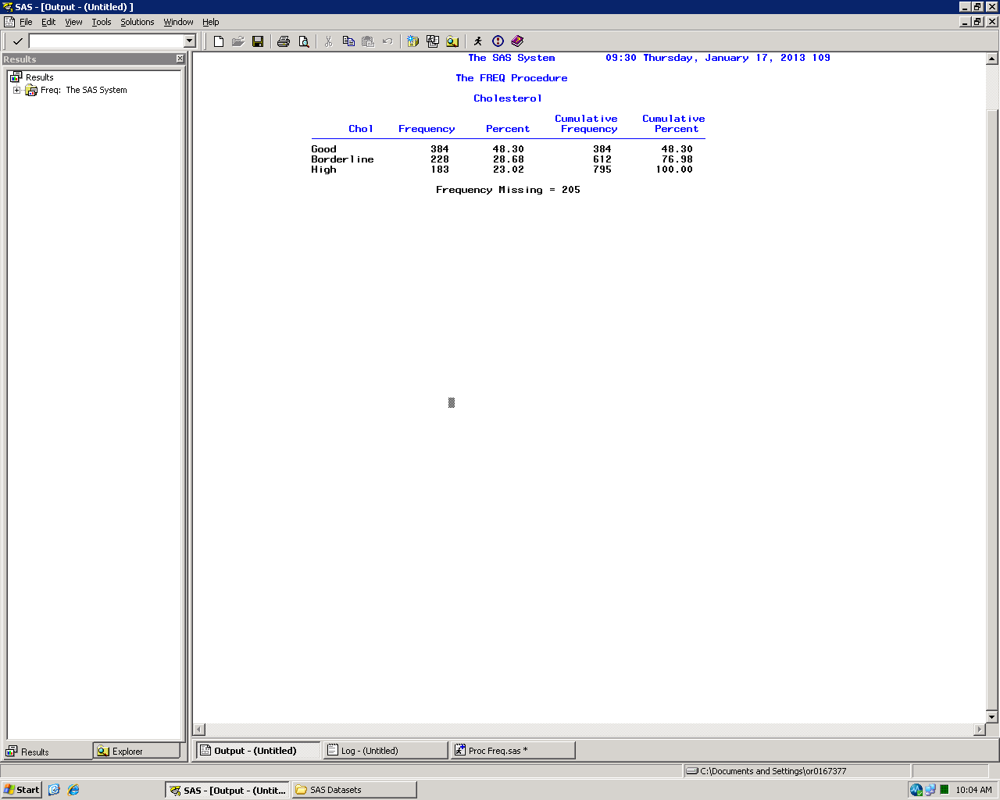 SAS - [Output - (Untitled) ]
File Edit View Tools Solutions Window Help
Results
Results
Freq: The SAS System
The SAS System 09:30 Thursday, January 17, 2013 109
The FREQ Procedure
Cholesterol
Cumulative Cumulative
Chol Frequency Percent Frequency Percent
Good 384 48.30 384 48.30
Borderline 228 28.68 612 76.98
High 183 23.02 795 100.00
Frequency Missing = 205
Results Explorer
Output - (Untitled) Log - (Untitled) Proc Freq.sas *
C:\Documents and Settings\or0167377
Start SAS - [Output - (Untit... SAS Datasets 10:04 AM